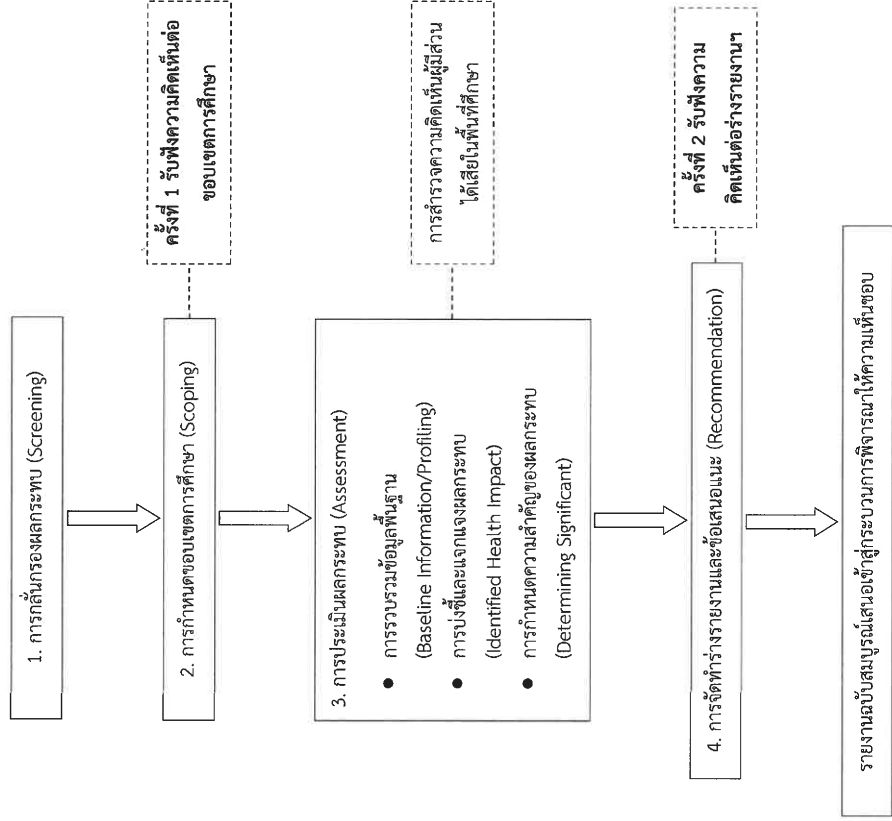 1. การกลั่นกรองผลกระทบ (Screening)
2. การกำหนดขอบเขตการศึกษา (Scoping)
ครั้งที่ 1 รับฟังความคิดเห็นต่อ
ขอบเขตการศึกษา
3. การประเมินผลกระทบ (Assessment)
● การรวบรวมข้อมูลพื้นฐาน
(Baseline Information/Profiling)
● การบ่งชี้และแจกแจงผลกระทบ
(Identified Health Impact)
● การกำหนดความสำคัญของผลกระทบ
(Determining Significant)
การสำรวจความคิดเห็นผู้มีส่วน
ได้เสียในพื้นที่ศึกษา
4. การจัดทำร่างรายงานและข้อเสนอแนะ (Recommendation)
ครั้งที่ 2 รับฟังความ
คิดเห็นต่อร่างรายงานฯ
รายงานฉบับสมบูรณ์เสนอเข้าสู่กระบวนการพิจารณาให้ความเห็นชอบ